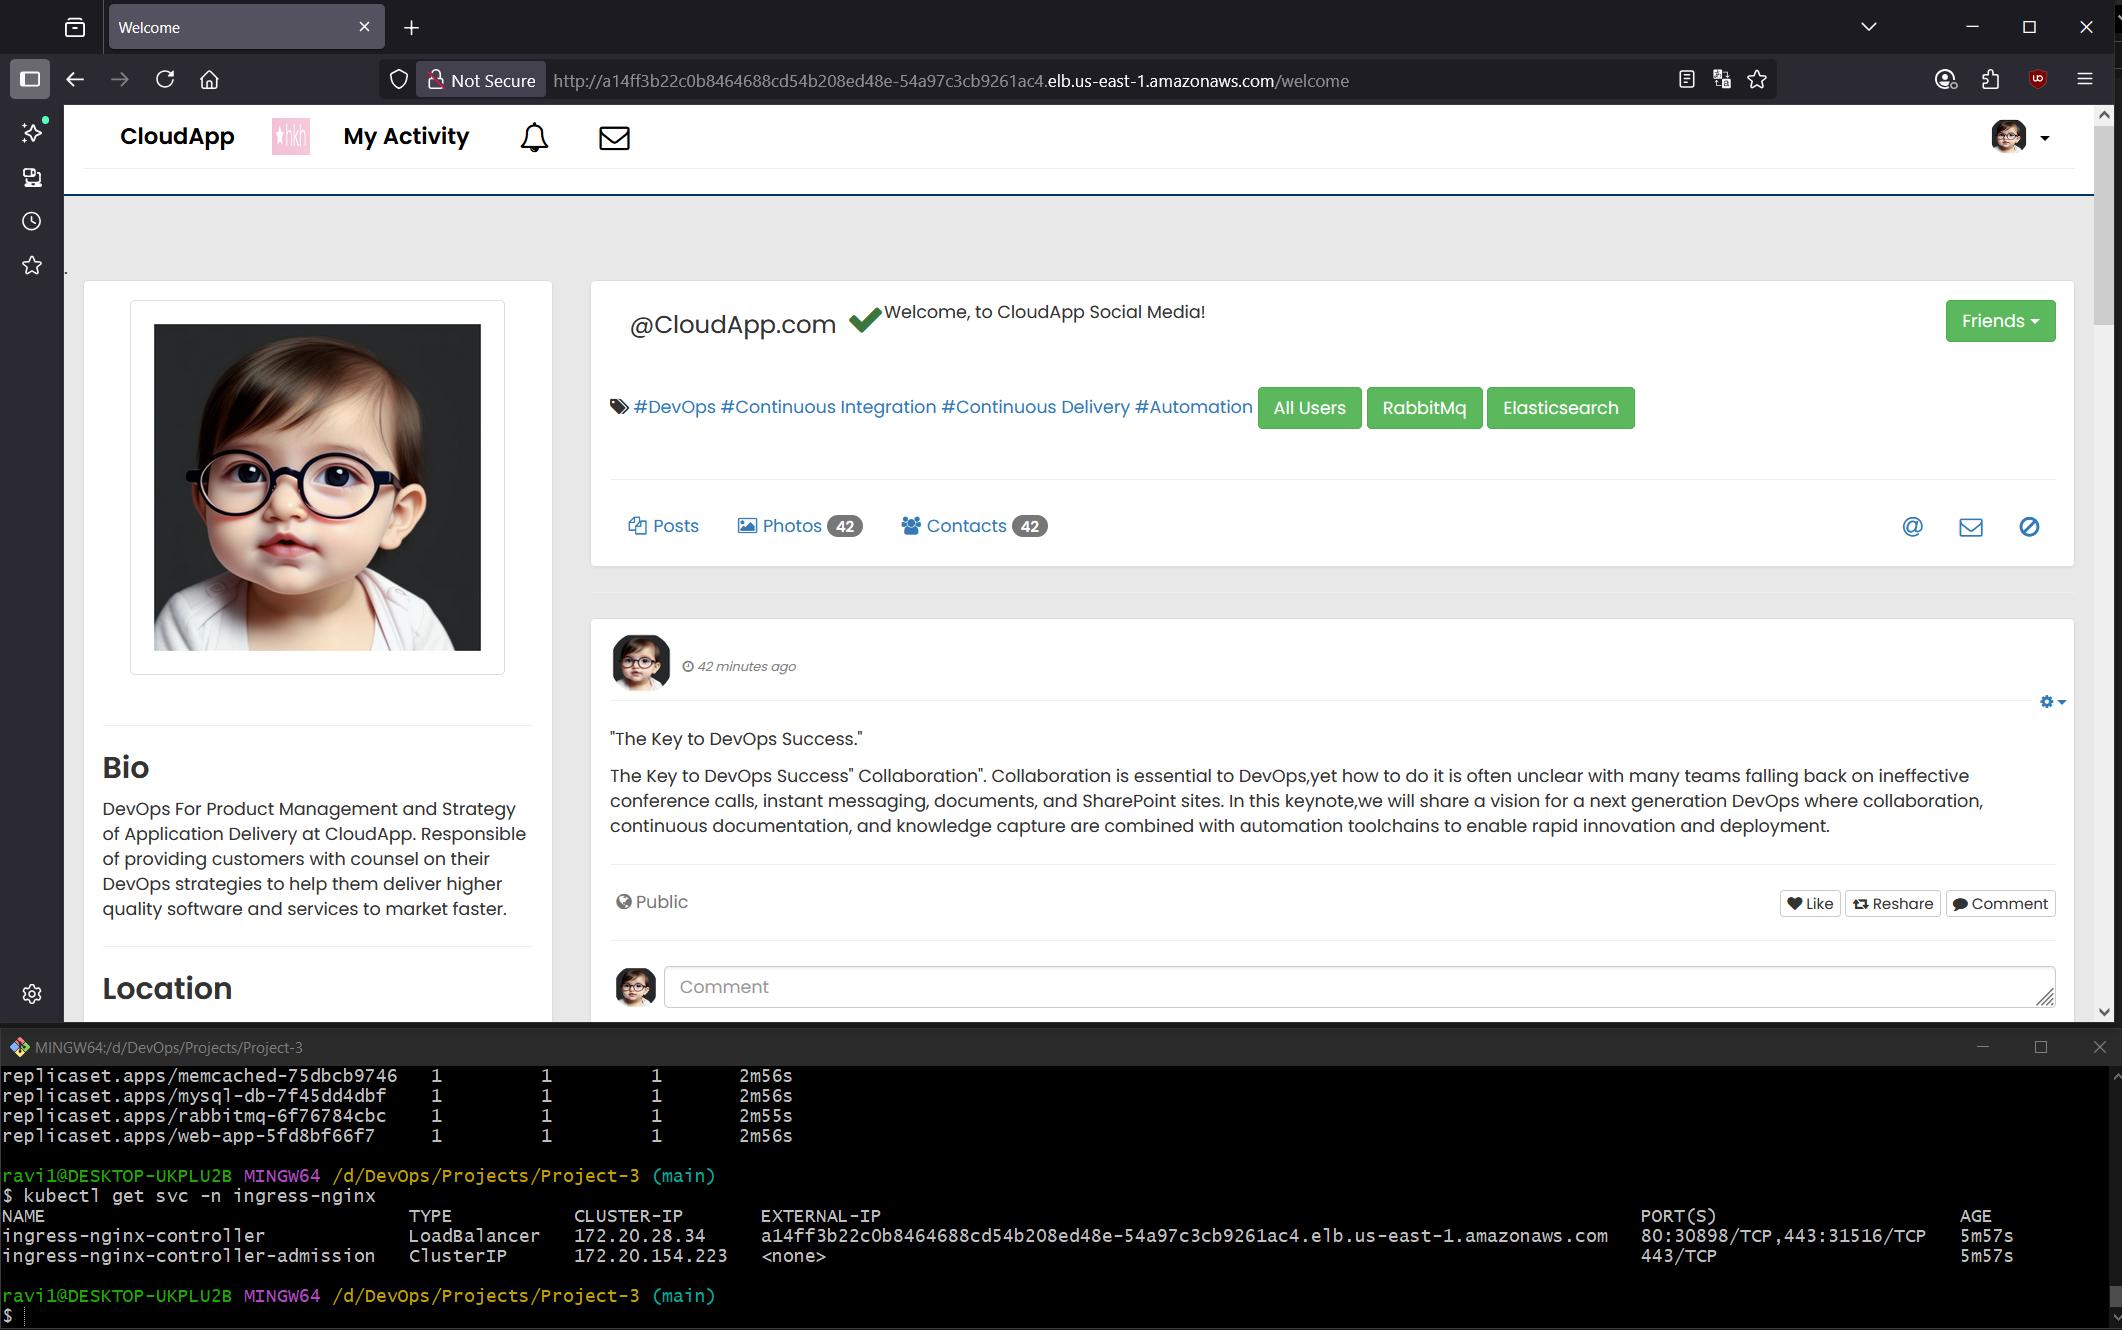 Welcome
Not Secure
http://a14ff3b22c0b8464688cd54b208ed48e-54a97c3cb9261ac4.elb.us-east-1.amazonaws.com/welcome
CloudApp
hkh
My Activity
@CloudApp.com
Welcome, to CloudApp Social Media!
Friends
#DevOps #Continuous Integration #Continuous Delivery #Automation
All Users
RabbitMq
Elasticsearch
Posts
Photos 42
Contacts 42
Bio
DevOps For Product Management and Strategy
of Application Delivery at CloudApp. Responsible
of providing customers with counsel on their
DevOps strategies to help them deliver higher
quality software and services to market faster.
Location
42 minutes ago
"The Key to DevOps Success."
The Key to DevOps Success" Collaboration". Collaboration is essential to DevOps,yet how to do it is often unclear with many teams falling back on ineffective
conference calls, instant messaging, documents, and SharePoint sites. In this keynote,we will share a vision for a next generation DevOps where collaboration,
continuous documentation, and knowledge capture are combined with automation toolchains to enable rapid innovation and deployment.
Public
Like
Reshare
Comment
Comment
MINGW64:/d/DevOps/Projects/Project-3
replicaset.apps/memcached-75dbcb9746 1 1 1 2m56s
replicaset.apps/mysql-db-7f45dd4dbf 1 1 1 2m56s
replicaset.apps/rabbitmq-6f76784cbc 1 1 1 2m55s
replicaset.apps/web-app-5fd8bf66f7 1 1 1 2m56s
ravi1@DESKTOP-UKPLU2B MINGW64 /d/DevOps/Projects/Project-3 (main)
$ kubectl get svc -n ingress-nginx
NAME TYPE CLUSTER-IP EXTERNAL-IP PORT(S) AGE
ingress-nginx-controller LoadBalancer 172.20.28.34 a14ff3b22c0b8464688cd54b208ed48e-54a97c3cb9261ac4.elb.us-east-1.amazonaws.com 80:30898/TCP,443:31516/TCP 5m57s
ingress-nginx-controller-admission ClusterIP 172.20.154.223 <none> 443/TCP 5m57s
ravi1@DESKTOP-UKPLU2B MINGW64 /d/DevOps/Projects/Project-3 (main)
$